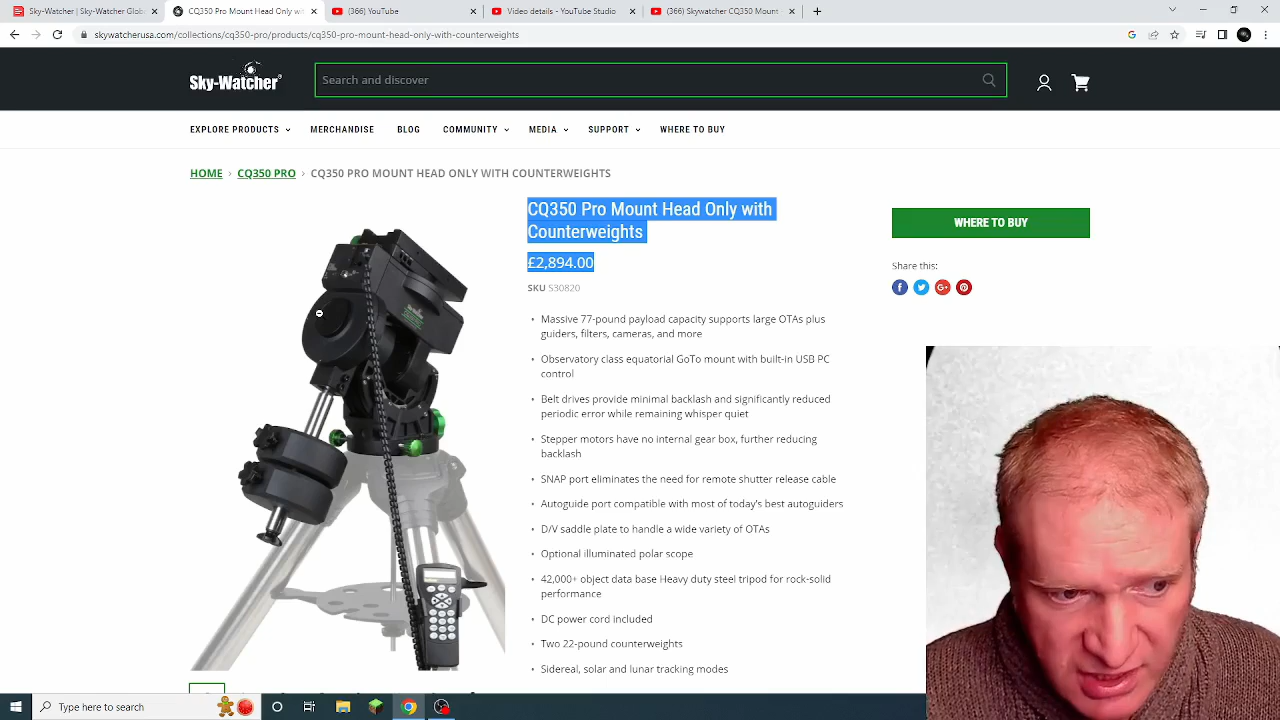 Sky-Watcher | Sky-Watcher Glob
CQ350 Pro Mount Head Only wit
(366) YouTube
Video details - YouTube Studio
(366) Skywatcher CQ350 Mount
skywatcherusa.com/collections/cq350-pro/products/cq350-pro-mount-head-only-with-counterweights
Sky-Watcher
Search and discover
EXPLORE PRODUCTS
MERCHANDISE
BLOG
COMMUNITY
MEDIA
SUPPORT
WHERE TO BUY
HOME › CQ350 PRO › CQ350 PRO MOUNT HEAD ONLY WITH COUNTERWEIGHTS
CQ350 Pro Mount Head Only with
Counterweights
£2,894.00
SKU S30820
• Massive 77-pound payload capacity supports large OTAs plus
guiders, filters, cameras, and more
• Observatory class equatorial GoTo mount with built-in USB PC
control
• Belt drives provide minimal backlash and significantly reduced
periodic error while remaining whisper quiet
• Stepper motors have no internal gear box, further reducing
backlash
• SNAP port eliminates the need for remote shutter release cable
• Autoguide port compatible with most of today's best autoguiders
• D/V saddle plate to handle a wide variety of OTAs
• Optional illuminated polar scope
• 42,000+ object data base Heavy duty steel tripod for rock-solid
performance
• DC power cord included
• Two 22-pound counterweights
• Sidereal, solar and lunar tracking modes
WHERE TO BUY
Share this:
Type here to search